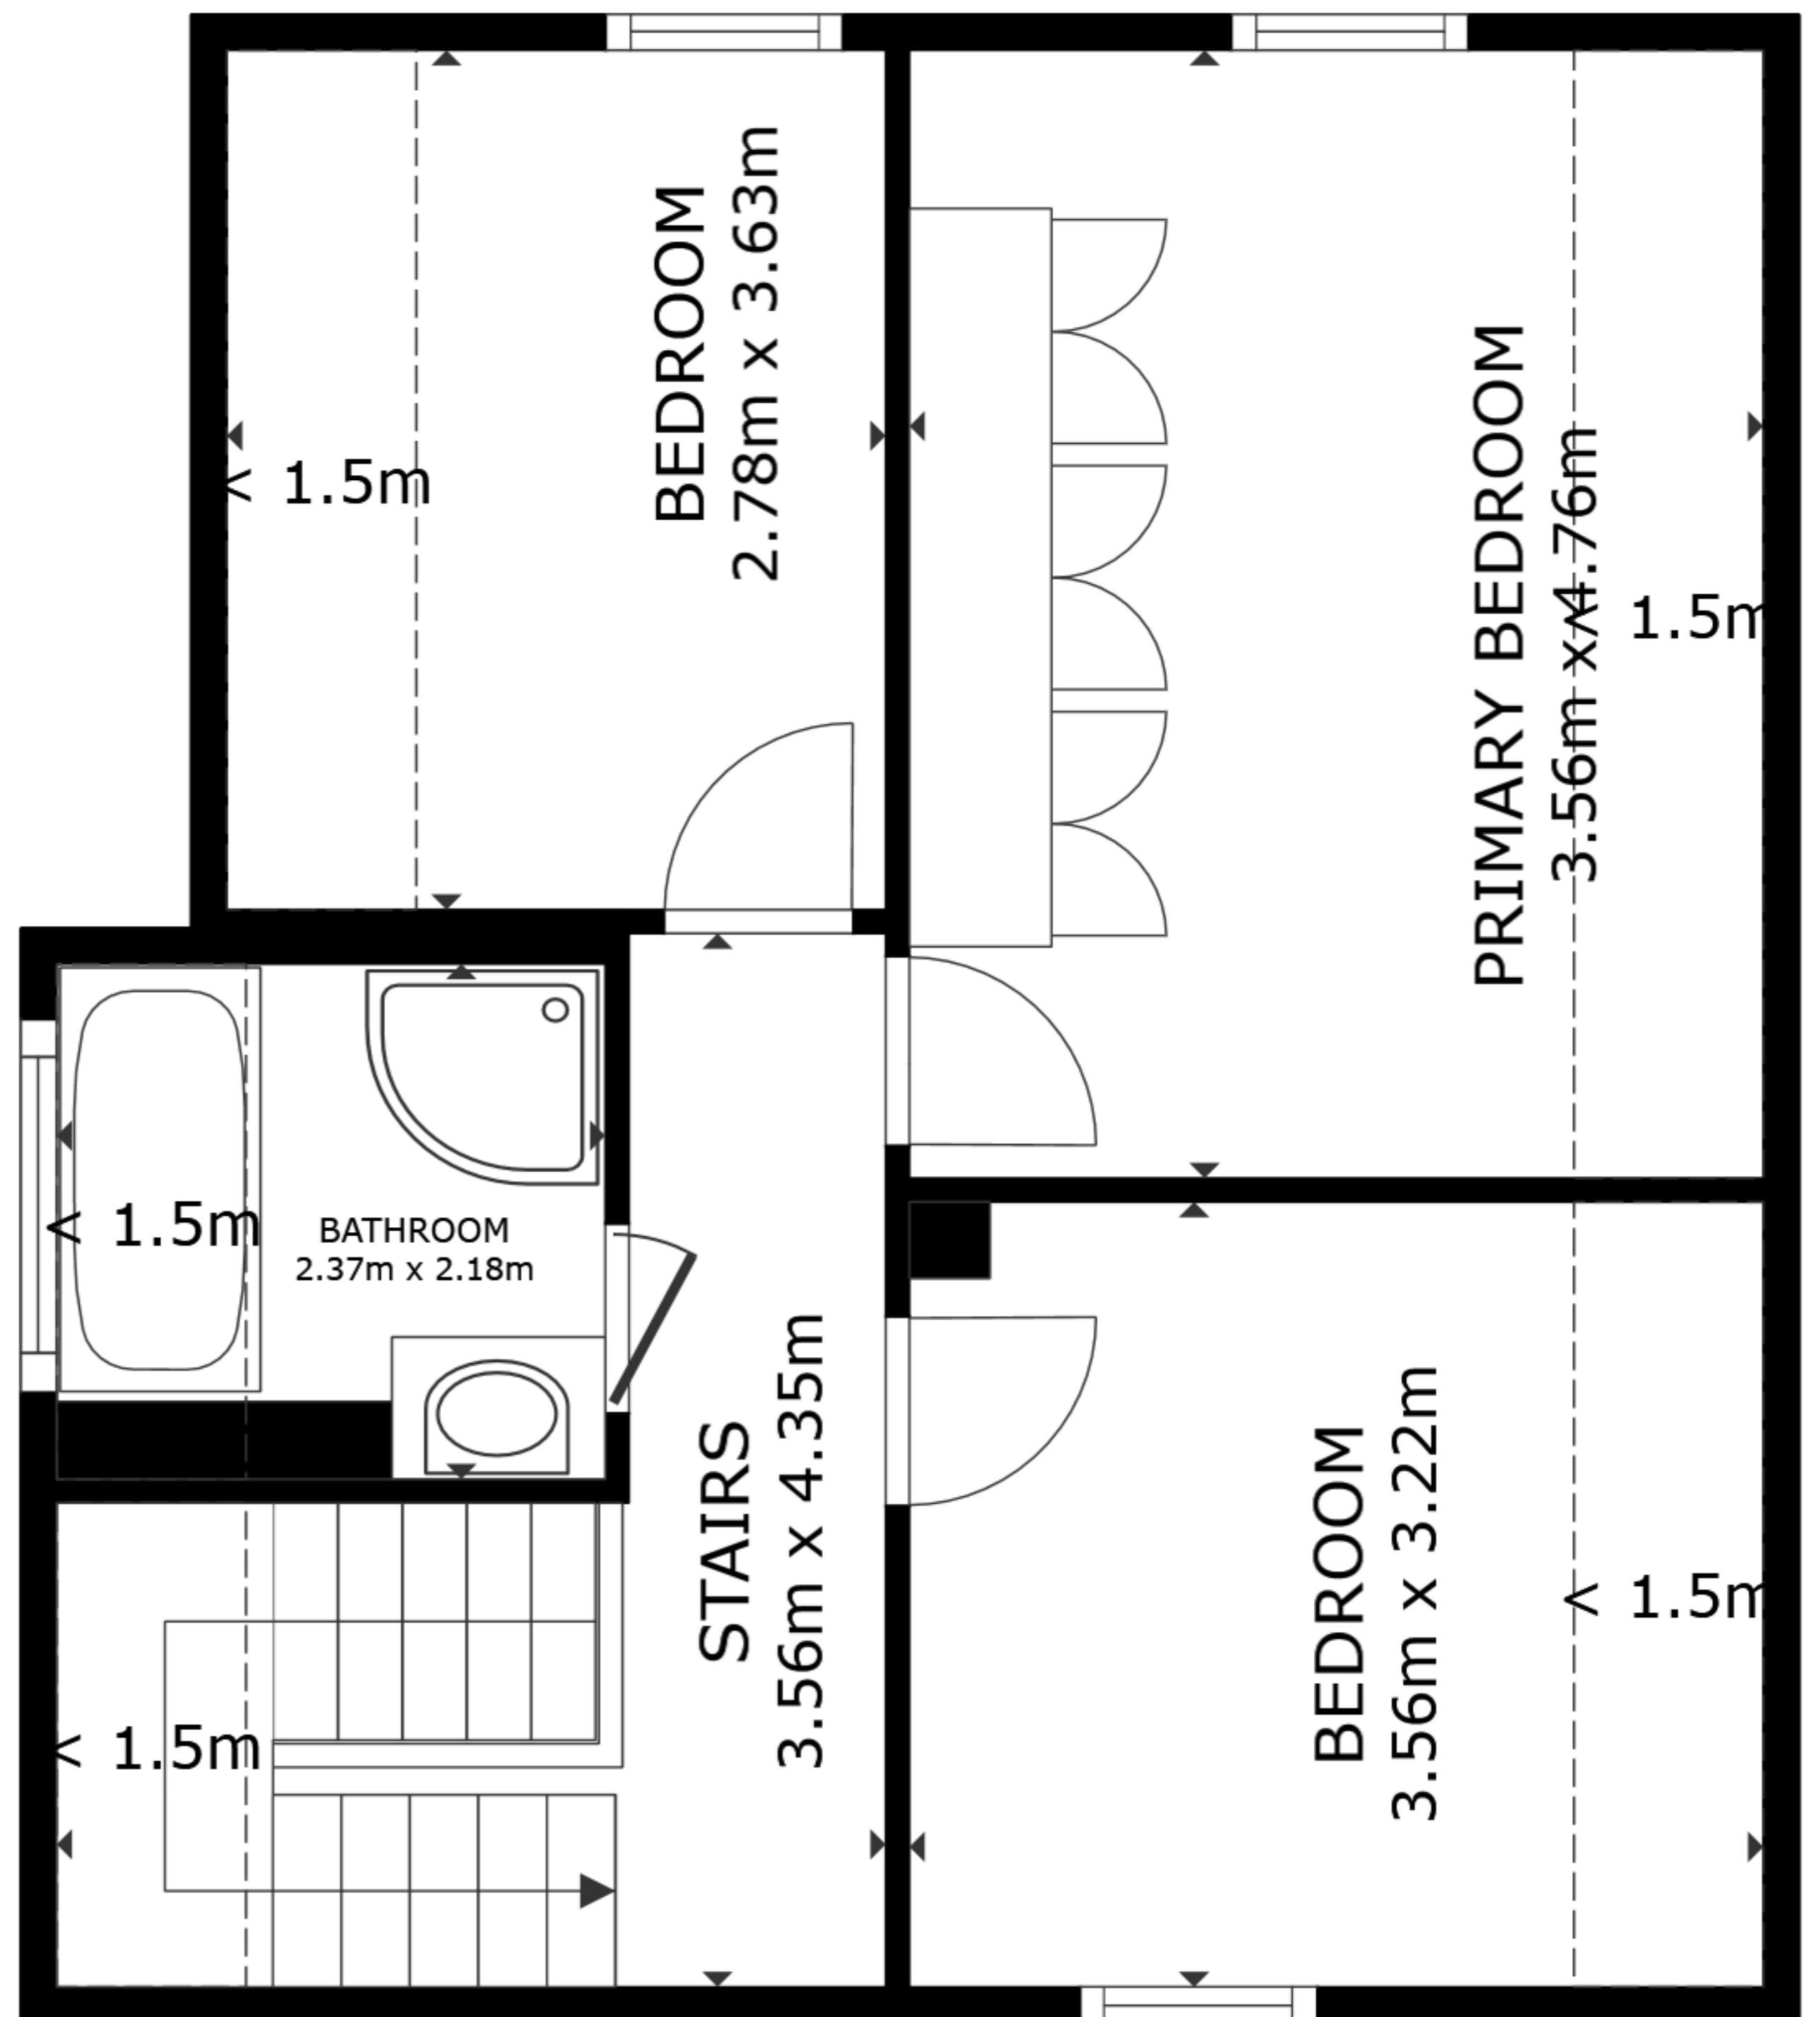 BEDROOM
2.78m x 3.63m
< 1.5m
PRIMARY BEDROOM
3.56m x 4.76m
< 1.5m
BATHROOM
2.37m x 2.18m
< 1.5m
STAIRS
3.56m x 4.35m
< 1.5m
BEDROOM
3.56m x 3.22m
< 1.5m